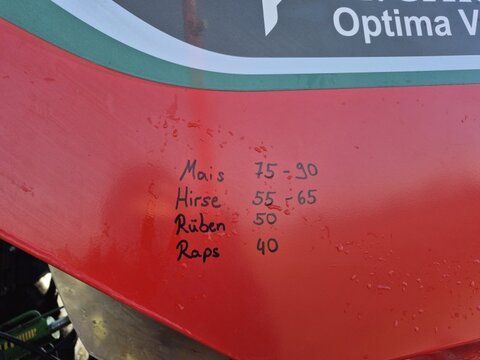 Optima V
Mais 75-90
Hirse 55-65
Rüben 50
Raps 40